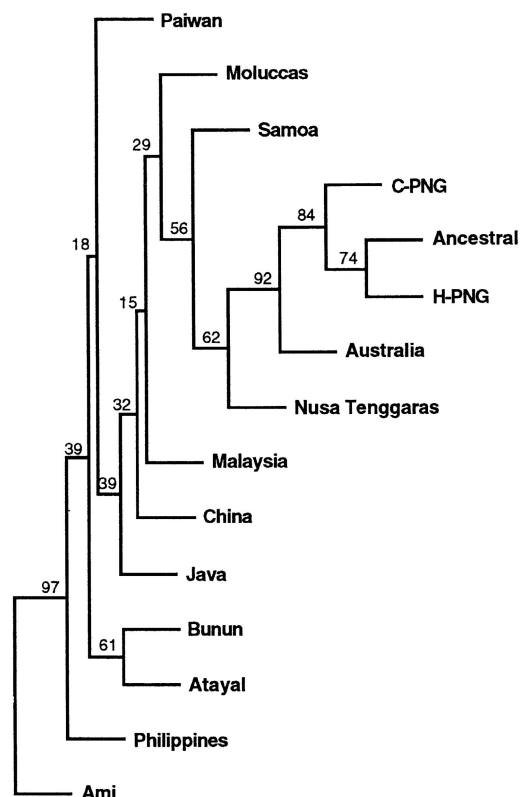 Paiwan
Moluccas
29
Samoa
56
84
C-PNG
18
74
Ancestral
92
H-PNG
15
62
Australia
32
Nusa Tenggaras
39
39
Malaysia
China
97
Java
61
Bunun
Atayal
Philippines
Ami